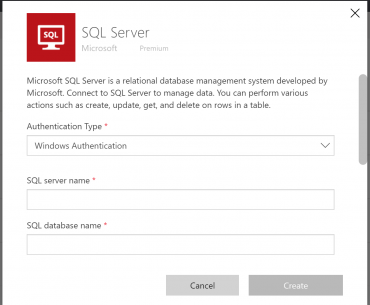 SQL
SQL Server
Microsoft Premium
Microsoft SQL Server is a relational database management system developed by
Microsoft. Connect to SQL Server to manage data. You can perform various
actions such as create, update, get, and delete on rows in a table.
Authentication Type *
Windows Authentication
SQL server name *
SQL database name *
Cancel Create